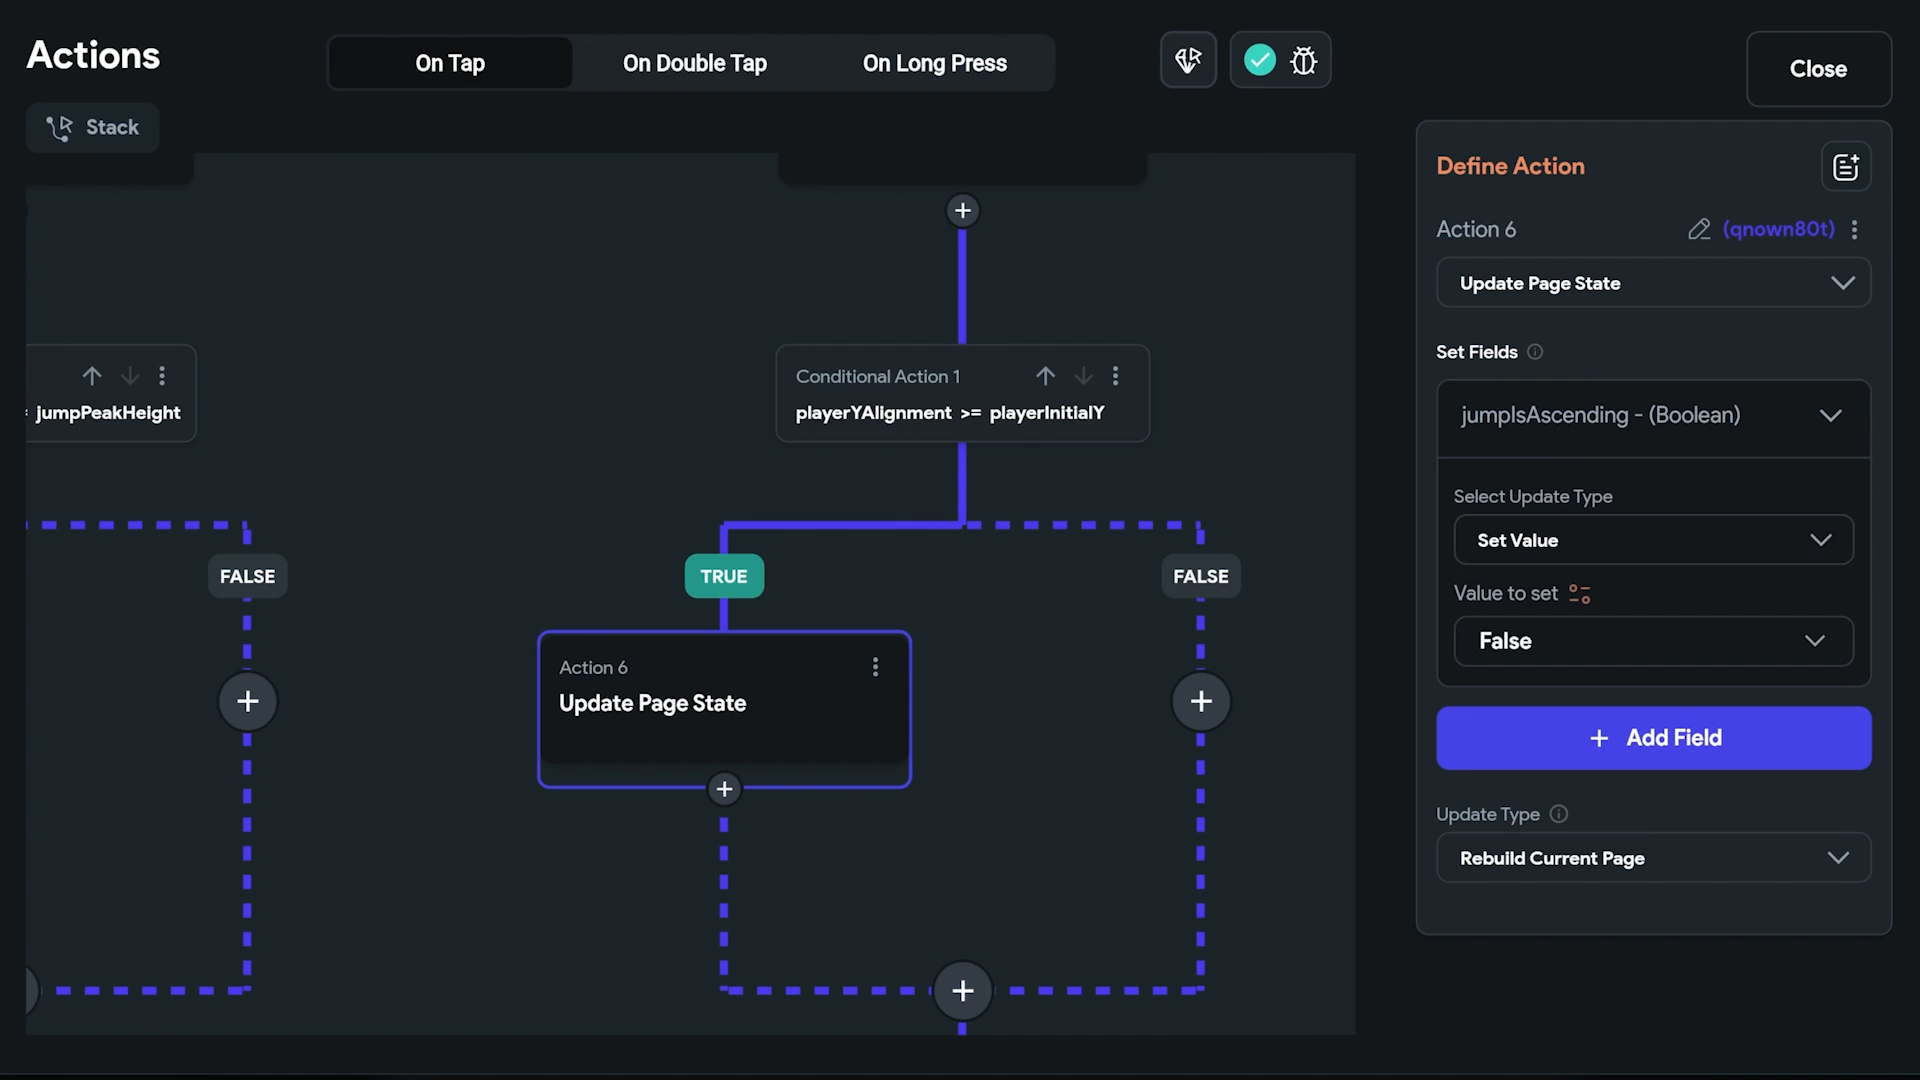 Actions
On Tap
On Double Tap
On Long Press
Close
Stack
= jumpPeakHeight
FALSE
Conditional Action 1
playerYAlignment >= playerInitialY
TRUE
FALSE
Action 6
Update Page State
Define Action
Action 6
(qnown80t)
Update Page State
Set Fields
jumpIsAscending - (Boolean)
Select Update Type
Set Value
Value to set
False
+ Add Field
Update Type
Rebuild Current Page